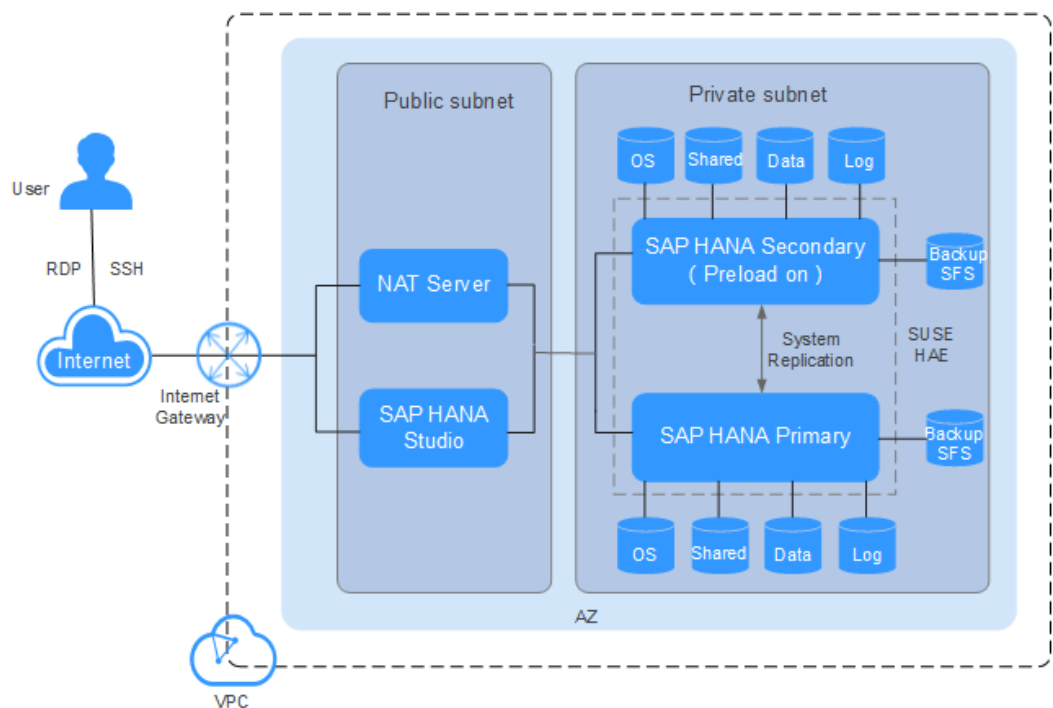 Public subnet
Private subnet
OS
Shared
Data
Log
User
SAP HANA Secondary
( Preload on )
Backup
SFS
RDP
SSH
NAT Server
System
Replication
SUSE
HAE
Internet
Internet
Gateway
SAP HANA
Studio
SAP HANA Primary
Backup
SFS
OS
Shared
Data
Log
AZ
VPC